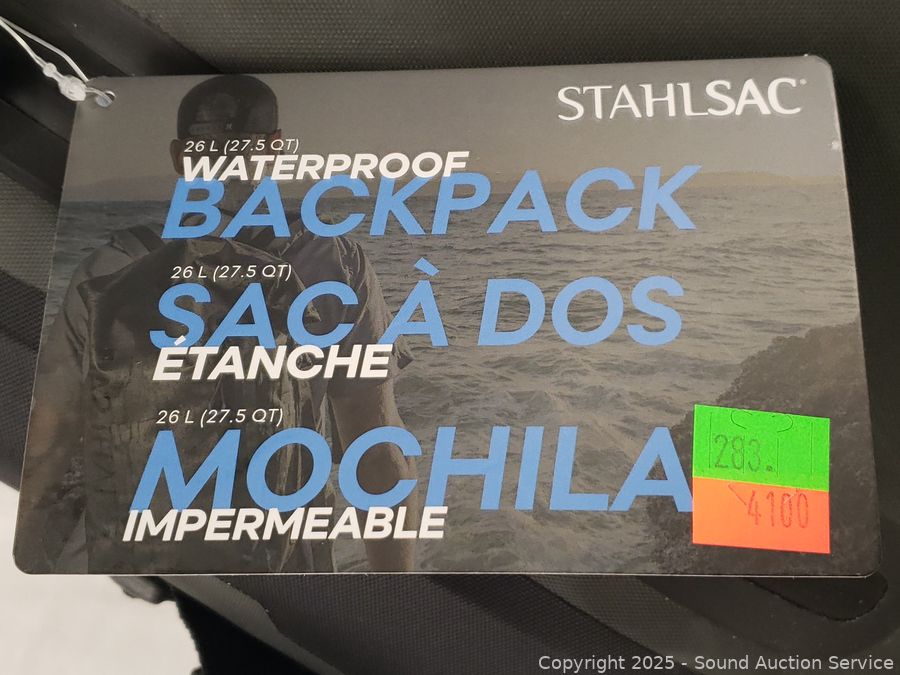 STAHLSAC
26 L (27.5 QT)
WATERPROOF
BACKPACK
26 L (27.5 QT)
SAC À DOS
ÉTANCHE
26 L (27.5 QT)
MOCHILA
IMPERMEABLE
283.
4100
Copyright 2025 - Sound Auction Service